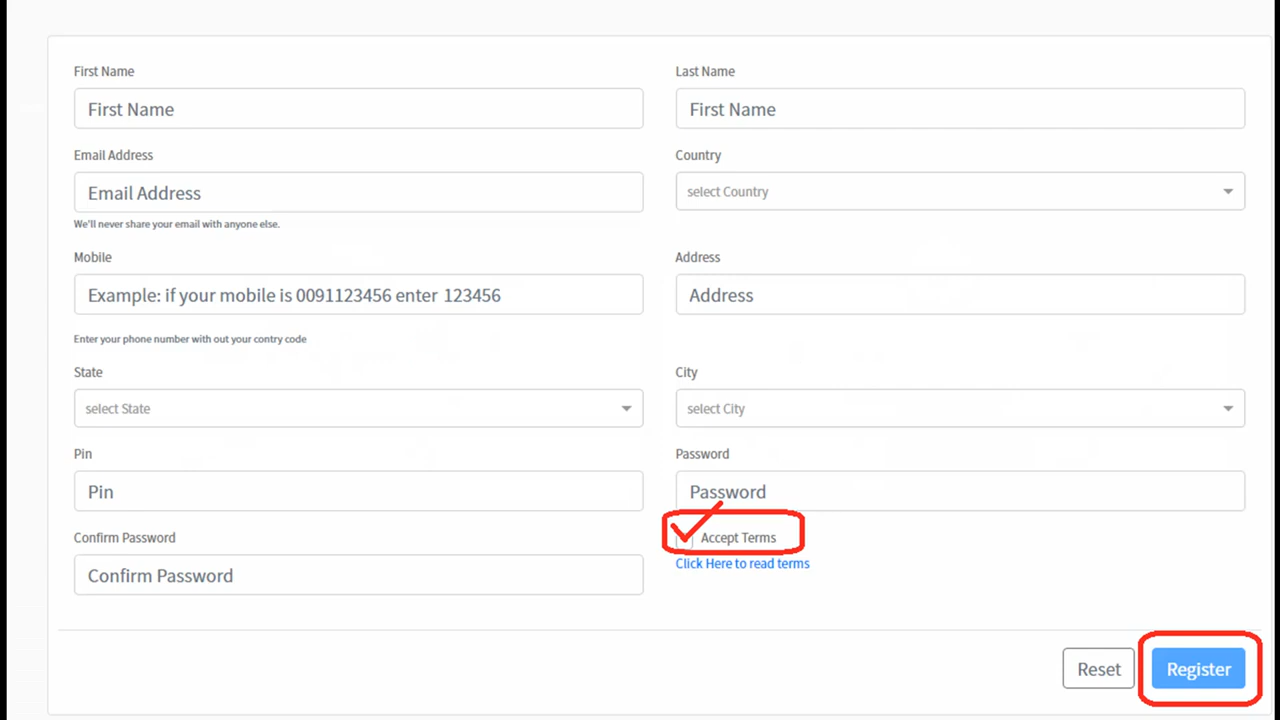 First Name
Last Name
First Name
First Name
Email Address
Country
Email Address
select Country
We'll never share your email with anyone else.
Mobile
Address
Example: if your mobile is 0091123456 enter 123456
Address
Enter your phone number with out your contry code
State
City
select State
select City
Pin
Password
Pin
Password
Confirm Password
Accept Terms
Confirm Password
Click Here to read terms
Reset
Register